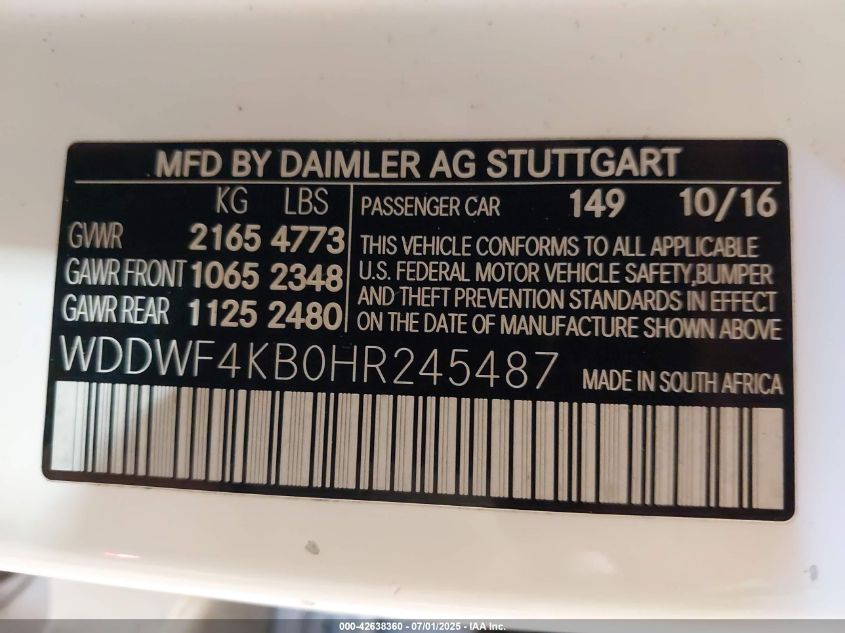 MFD BY DAIMLER AG STUTTGART
KG LBS
GVWR 2165 4773
GAWR FRONT 1065 2348
GAWR REAR 1125 2480
PASSENGER CAR 149 10/16
THIS VEHICLE CONFORMS TO ALL APPLICABLE
U.S. FEDERAL MOTOR VEHICLE SAFETY,BUMPER
AND THEFT PREVENTION STANDARDS IN EFFECT
ON THE DATE OF MANUFACTURE SHOWN ABOVE
WDDWF4KB0HR245487 MADE IN SOUTH AFRICA
000-42638360 - 07/01/2025 - IAA Inc.